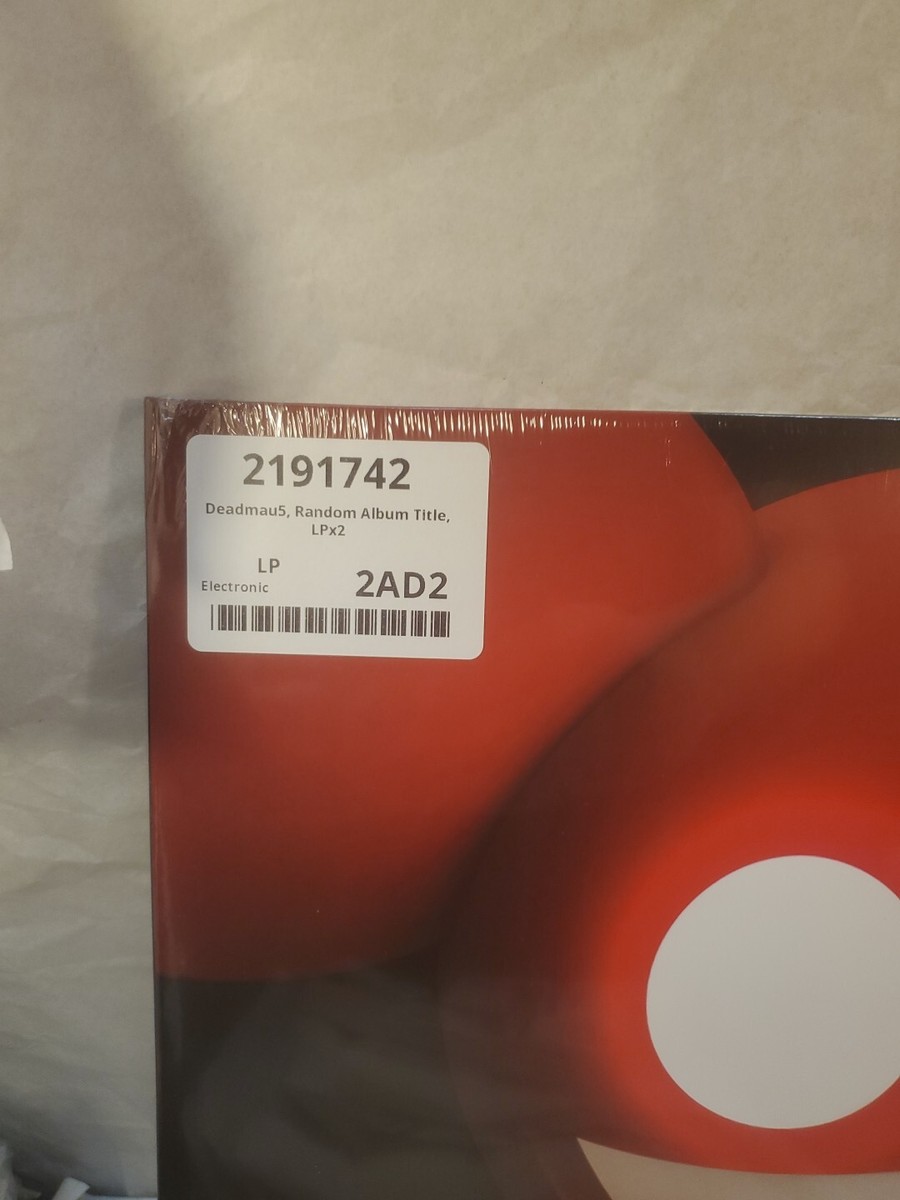 2191742
Deadmau5, Random Album Title,
LPx2
LP
Electronic
2AD2